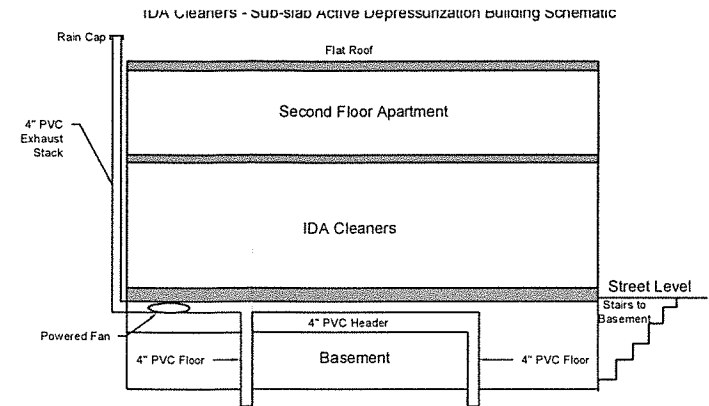 IDA Cleaners - Sub-slab Active Depressurization Building Schematic
Rain Cap
Flat Roof
4" PVC
Exhaust
Stack
Second Floor Apartment
IDA Cleaners
Street Level
Stairs to
Basement
4" PVC Header
Powered Fan
4" PVC Floor
Basement
4" PVC Floor